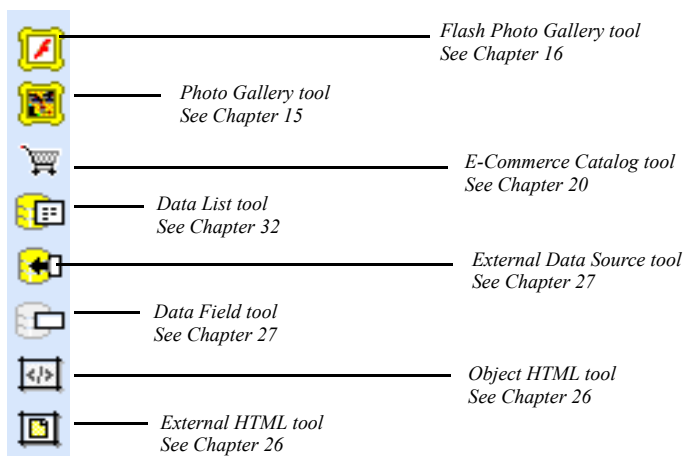 Flash Photo Gallery tool
See Chapter 16
Photo Gallery tool
See Chapter 15
E-Commerce Catalog tool
See Chapter 20
Data List tool
See Chapter 32
External Data Source tool
See Chapter 27
Data Field tool
See Chapter 27
</>
Object HTML tool
See Chapter 26
External HTML tool
See Chapter 26